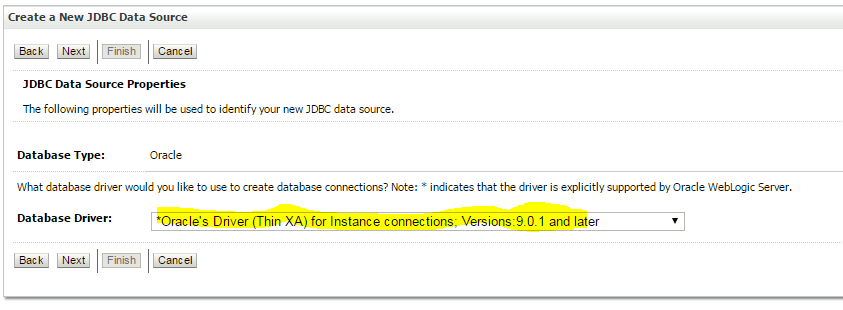 Create a New JDBC Data Source
Back Next Finish Cancel
JDBC Data Source Properties
The following properties will be used to identify your new JDBC data source.
Database Type: Oracle
What database driver would you like to use to create database connections? Note: * indicates that the driver is explicitly supported by Oracle WebLogic Server.
Database Driver: *Oracle's Driver (Thin XA) for Instance connections; Versions:9.0.1 and later
Back Next Finish Cancel